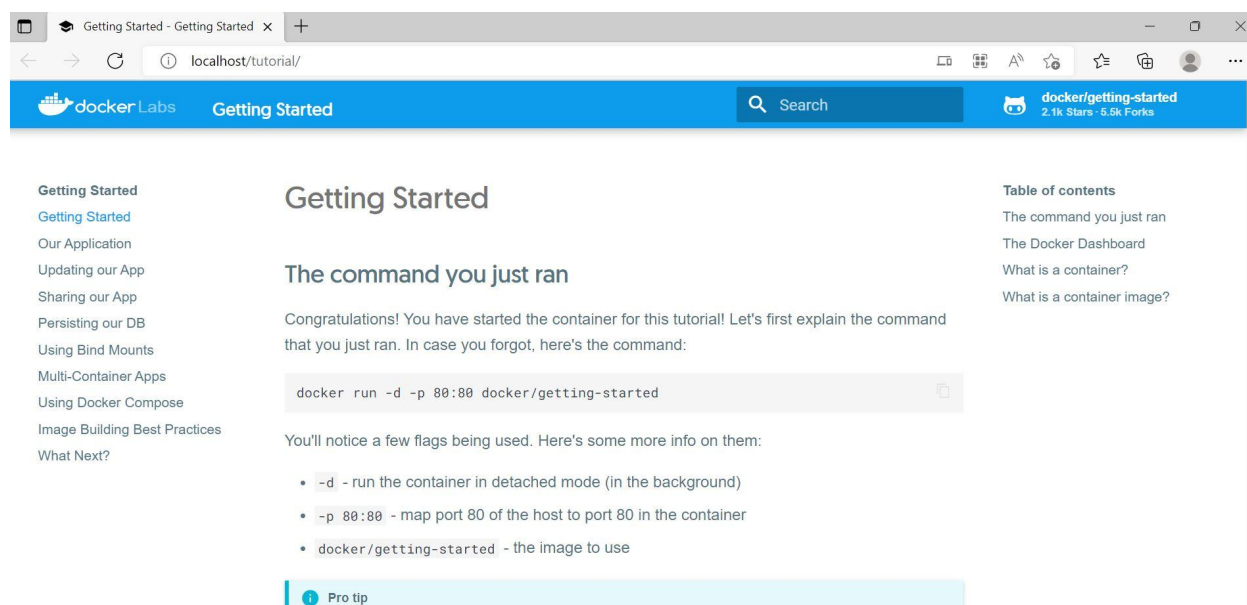 Getting Started - Getting Started
localhost/tutorial/
docker Labs
Getting Started
Search
docker/getting-started
2.1k Stars · 5.5k Forks
Getting Started
Getting Started
Our Application
Updating our App
Sharing our App
Persisting our DB
Using Bind Mounts
Multi-Container Apps
Using Docker Compose
Image Building Best Practices
What Next?
Getting Started
The command you just ran
Congratulations! You have started the container for this tutorial! Let's first explain the command
that you just ran. In case you forgot, here's the command:
docker run -d -p 80:80 docker/getting-started
You'll notice a few flags being used. Here's some more info on them:
-d - run the container in detached mode (in the background)
-p 80:80 - map port 80 of the host to port 80 in the container
docker/getting-started - the image to use
Pro tip
Table of contents
The command you just ran
The Docker Dashboard
What is a container?
What is a container image?